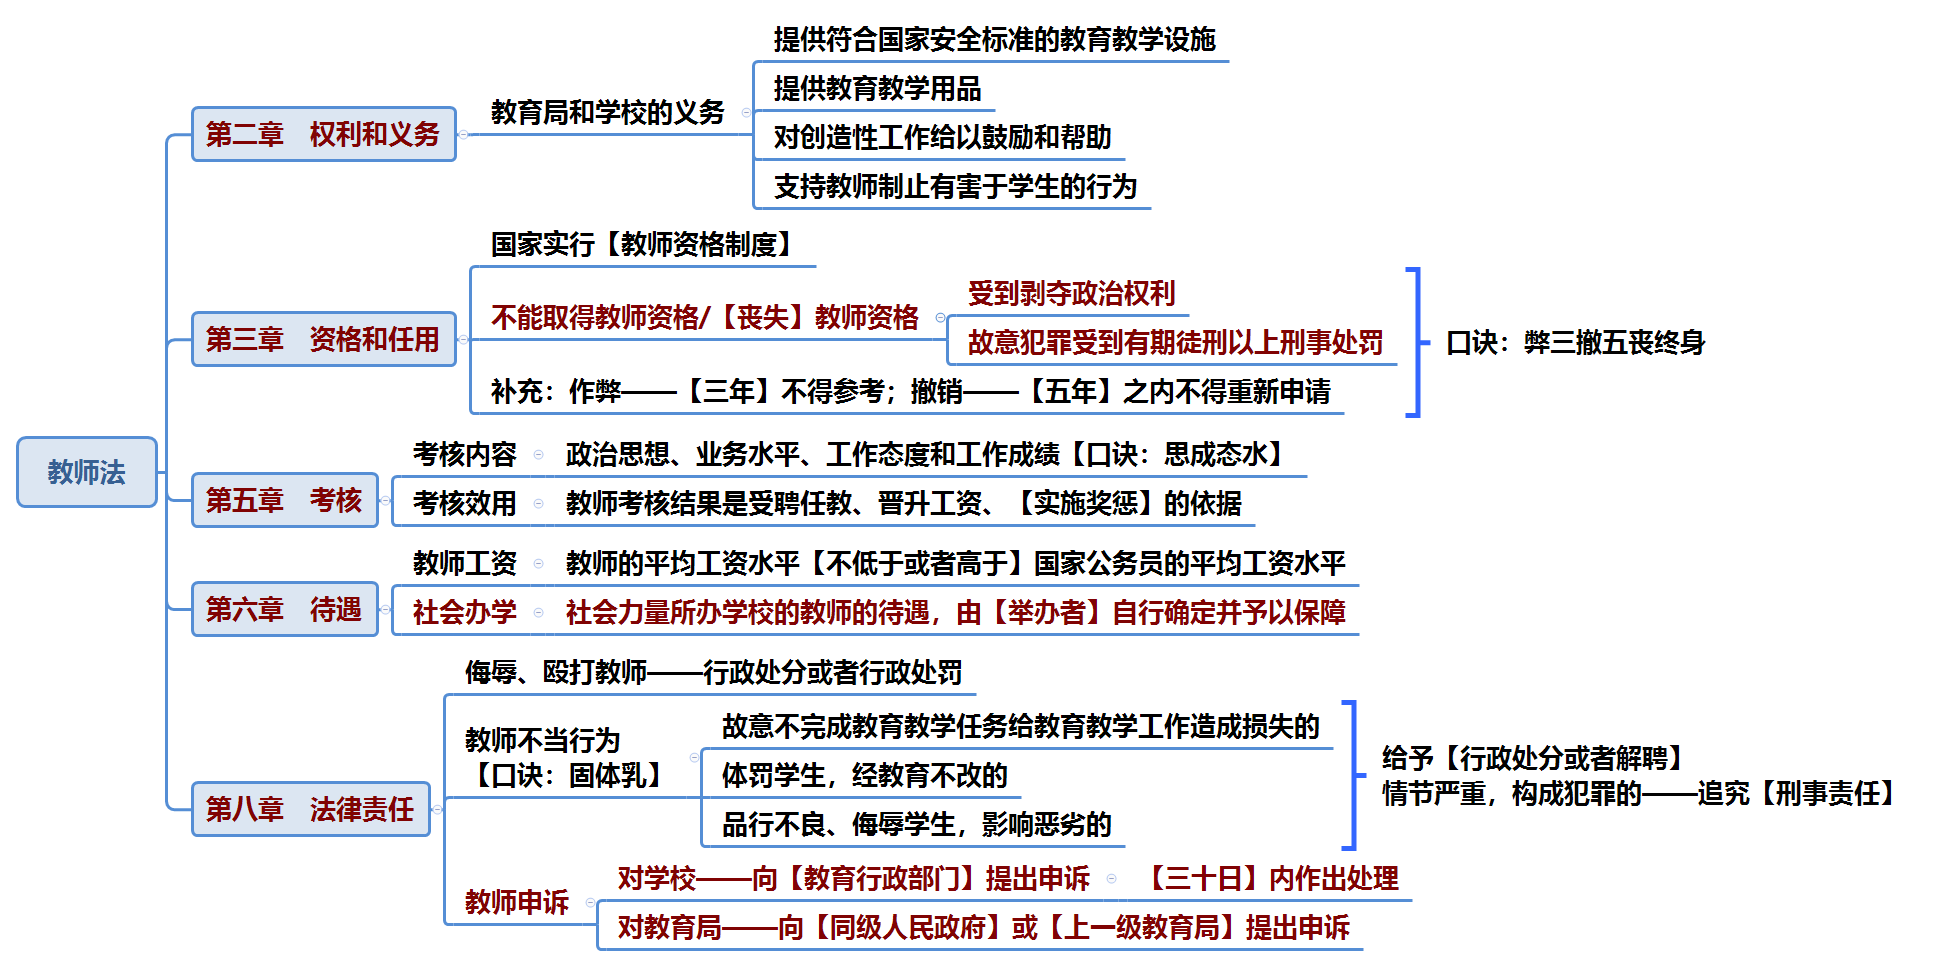 教师法
第二章　权利和义务
教育局和学校的义务
提供符合国家安全标准的教育教学设施
提供教育教学用品
对创造性工作给以鼓励和帮助
支持教师制止有害于学生的行为
第三章　资格和任用
国家实行【教师资格制度】
不能取得教师资格/【丧失】教师资格
受到剥夺政治权利
故意犯罪受到有期徒刑以上刑事处罚
补充：作弊——【三年】不得参考；撤销——【五年】之内不得重新申请
口诀：弊三撤五丧终身
第五章　考核
考核内容
政治思想、业务水平、工作态度和工作成绩【口诀：思成态水】
考核效用
教师考核结果是受聘任教、晋升工资、【实施奖惩】的依据
第六章　待遇
教师工资
教师的平均工资水平【不低于或者高于】国家公务员的平均工资水平
社会办学
社会力量所办学校的教师的待遇，由【举办者】自行确定并予以保障
第八章　法律责任
侮辱、殴打教师——行政处分或者行政处罚
教师不当行为
【口诀：固体乳】
故意不完成教育教学任务给教育教学工作造成损失的
体罚学生，经教育不改的
品行不良、侮辱学生，影响恶劣的
给予【行政处分或者解聘】
情节严重，构成犯罪的——追究【刑事责任】
教师申诉
对学校——向【教育行政部门】提出申诉
【三十日】内作出处理
对教育局——向【同级人民政府】或【上一级教育局】提出申诉